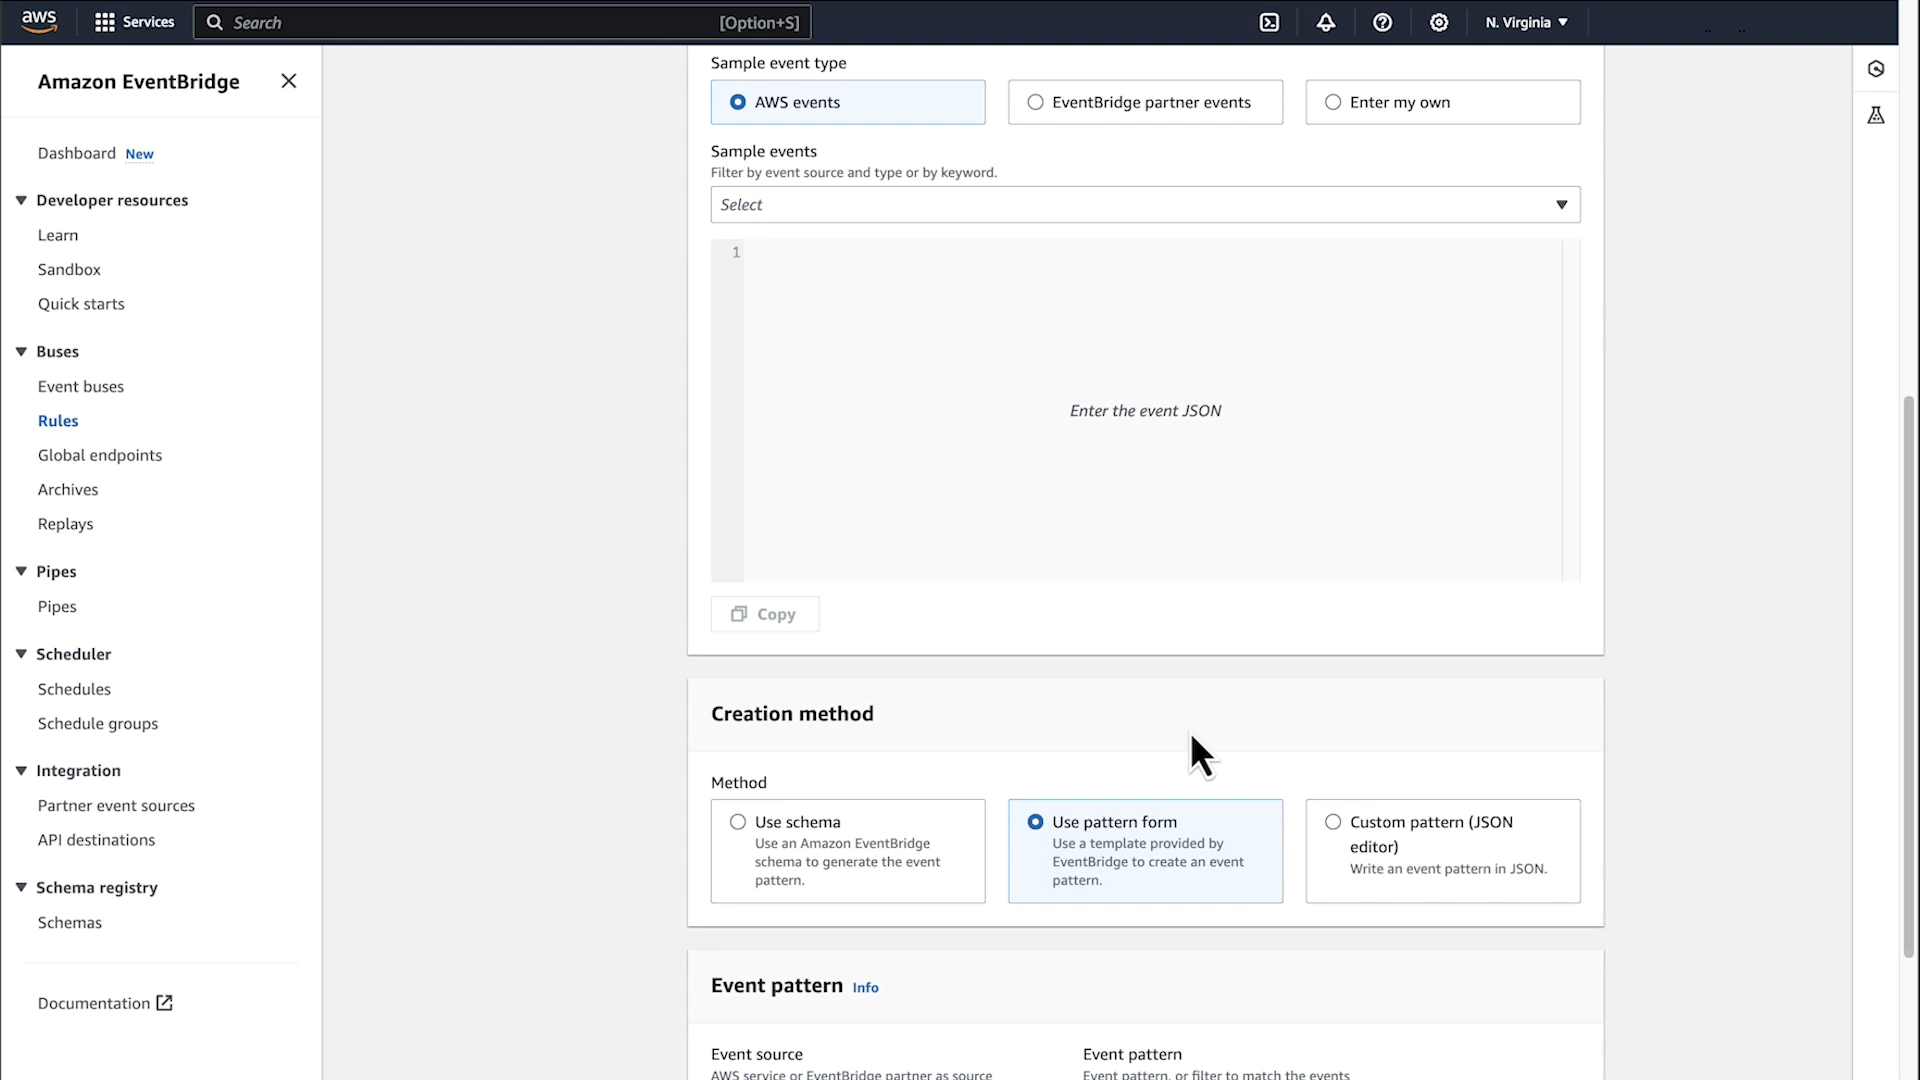 aws
Services
Search
[Option+S]
N. Virginia
Amazon EventBridge
Dashboard New
Developer resources
Learn
Sandbox
Quick starts
Buses
Event buses
Rules
Global endpoints
Archives
Replays
Pipes
Pipes
Scheduler
Schedules
Schedule groups
Integration
Partner event sources
API destinations
Schema registry
Schemas
Documentation
Sample event type
AWS events
EventBridge partner events
Enter my own
Sample events
Filter by event source and type or by keyword.
Select
1
Enter the event JSON
Copy
Creation method
Method
Use schema
Use an Amazon EventBridge
schema to generate the event
pattern.
Use pattern form
Use a template provided by
EventBridge to create an event
pattern.
Custom pattern (JSON
editor)
Write an event pattern in JSON.
Event pattern Info
Event source
AWS service or EventBridge partner as source
Event pattern
Event pattern, or filter to match the events